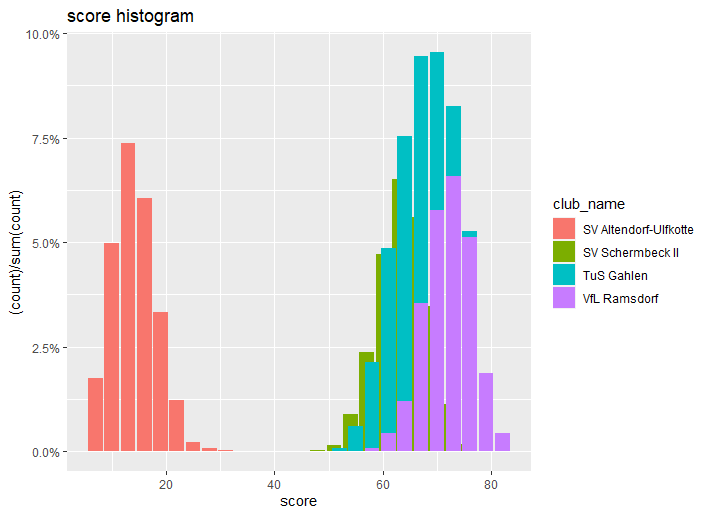 score histogram
10.0%
7.5%
5.0%
2.5%
0.0%
(count)/sum(count)
20 40 60 80
score
club_name
SV Altendorf-Ulfkotte
SV Schermbeck II
TuS Gahlen
VfL Ramsdorf